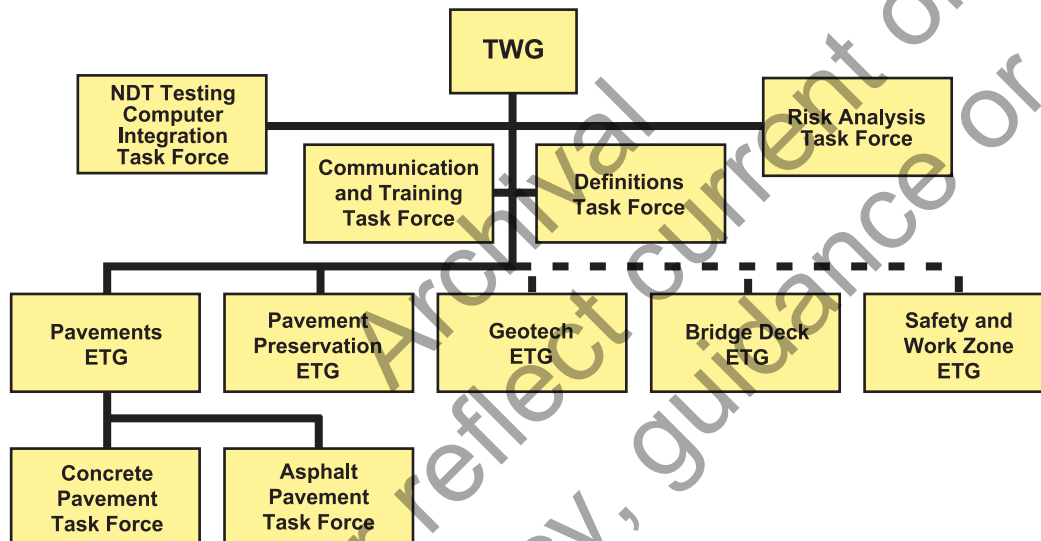 TWG
NDT Testing
Computer
Integration
Task Force
Risk Analysis
Task Force
Communication
and Training
Task Force
Definitions
Task Force
Pavements
ETG
Pavement
Preservation
ETG
Geotech
ETG
Bridge Deck
ETG
Safety and
Work Zone
ETG
Concrete
Pavement
Task Force
Asphalt
Pavement
Task Force
Archival
reflect current or
, guidance or